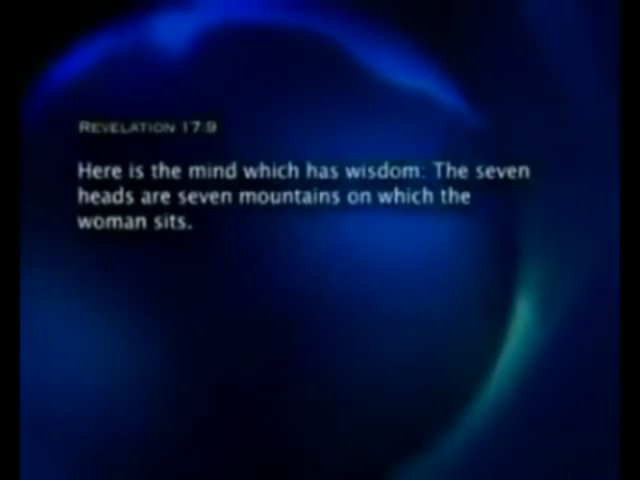 Revelation 17:9
Here is the mind which has wisdom: The seven
heads are seven mountains on which the
woman sits.